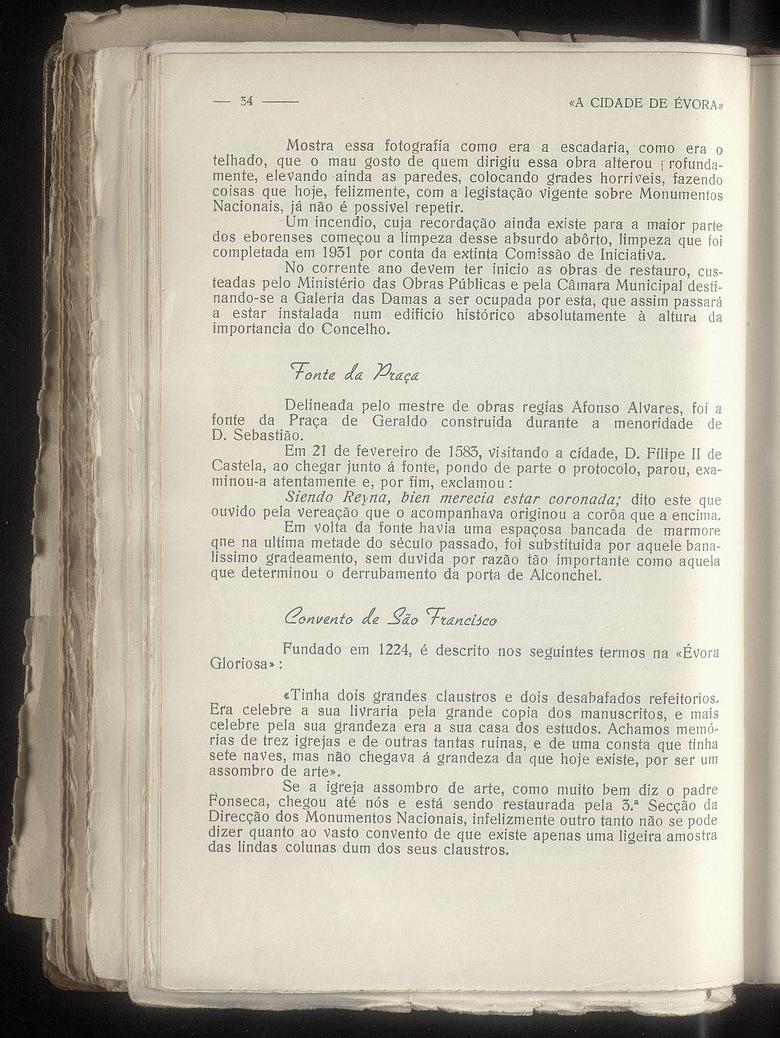 — 34 —
«A CIDADE DE ÉVORA»
Mostra essa fotografia como era a escadaria, como era o
telhado, que o mau gosto de quem dirigiu essa obra alterou profunda-
mente, elevando ainda as paredes, colocando grades horriveis, fazendo
coisas que hoje, felizmente, com a legistação vigente sobre Monumentos
Nacionais, já não é possivel repetir.
Um incendio, cuja recordação ainda existe para a maior parte
dos eborenses começou a limpeza desse absurdo abôrto, limpeza que foi
completada em 1931 por conta da extinta Comissão de Iniciativa.
No corrente ano devem ter inicio as obras de restauro, cus-
teadas pelo Ministério das Obras Públicas e pela Câmara Municipal desti-
nando-se a Galeria das Damas a ser ocupada por esta, que assim passará
a estar instalada num edificio histórico absolutamente à altura da
importancia do Concelho.
Fonte da Praça
Delineada pelo mestre de obras regias Afonso Alvares, foi a
fonte da Praça de Geraldo construida durante a menoridade de
D. Sebastião.
Em 21 de fevereiro de 1583, visitando a cidade, D. Filipe II de
Castela, ao chegar junto á fonte, pondo de parte o protocolo, parou, exa-
minou-a atentamente e, por fim, exclamou :
Siendo Reyna, bien merecia estar coronada; dito este que
ouvido pela vereação que o acompanhava originou a corôa que a encima.
Em volta da fonte havia uma espaçosa bancada de marmore
qne na ultima metade do século passado, foi substituida por aquele bana-
lissimo gradeamento, sem duvida por razão tão importante como aquela
que determinou o derrubamento da porta de Alconchel.
Convento de São Francisco
Fundado em 1224, é descrito nos seguintes termos na «Évora
Gloriosa» :
«Tinha dois grandes claustros e dois desabafados refeitorios.
Era celebre a sua livraria pela grande copia dos manuscritos, e mais
celebre pela sua grandeza era a sua casa dos estudos. Achamos memó-
rias de trez igrejas e de outras tantas ruinas, e de uma consta que tinha
sete naves, mas não chegava á grandeza da que hoje existe, por ser um
assombro de arte».
Se a igreja assombro de arte, como muito bem diz o padre
Fonseca, chegou até nós e está sendo restaurada pela 3.ª Secção da
Direcção dos Monumentos Nacionais, infelizmente outro tanto não se pode
dizer quanto ao vasto convento de que existe apenas uma ligeira amostra
das lindas colunas dum dos seus claustros.